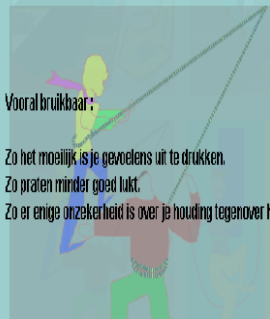 Vooral bruikbaar :
Zo het moeilijk is je gevoelens uit te drukken.
Zo praten minder goed lukt.
Zo er enige onzekerheid is over je houding tegenover